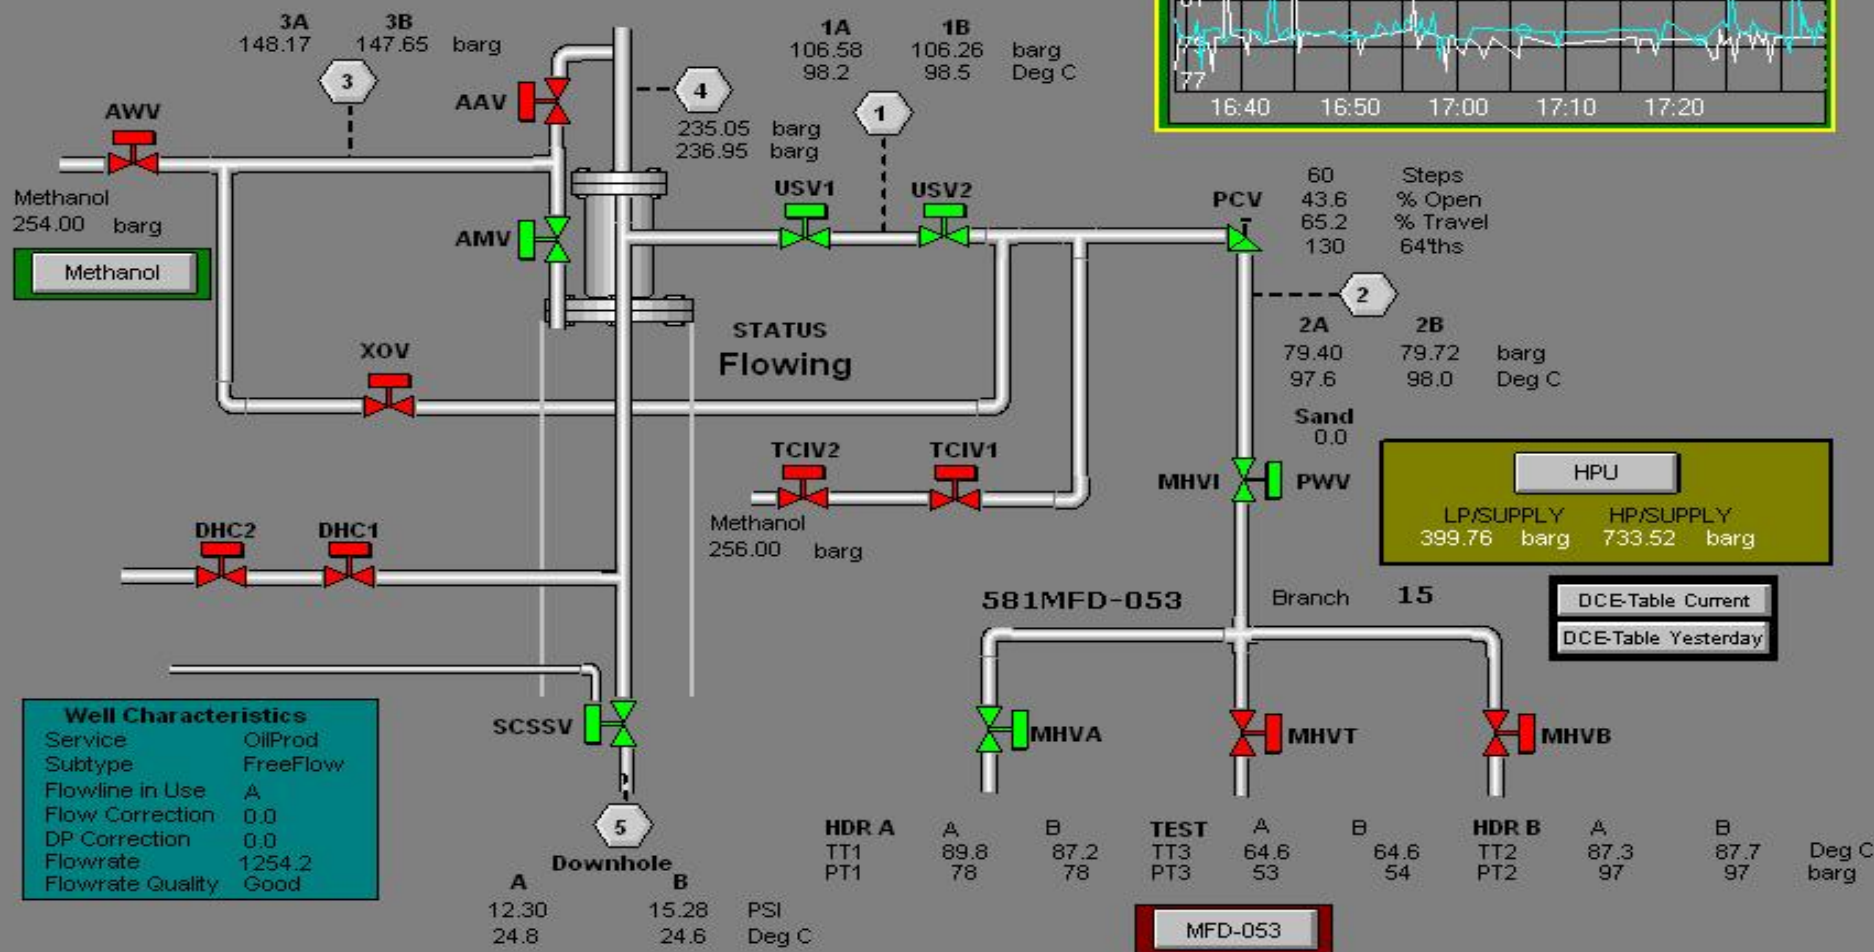 3A 3B
148.17 147.65 barg
3
AAV
4
235.05 barg
236.95 barg
1A 1B
106.58 106.26 barg
98.2 98.5 Deg C
1
77
16:40 16:50 17:00 17:10 17:20
AWV
Methanol
254.00 barg
Methanol
AMV
USV1 USV2
PCV
60 Steps
43.6 % Open
65.2 % Travel
130 64'ths
2
2A 2B
79.40 79.72 barg
97.6 98.0 Deg C
Sand
0.0
STATUS
Flowing
XOV
TCIV2 TCIV1
Methanol
256.00 barg
MHVI PWV
HPU
LP/SUPPLY HP/SUPPLY
399.76 barg 733.52 barg
DHC2 DHC1
581MFD-053 Branch 15
DCE-Table Current
DCE-Table Yesterday
SCSSV
MHVA MHVT MHVB
Well Characteristics
Service OilProd
Subtype FreeFlow
Flowline in Use A
Flow Correction 0.0
DP Correction 0.0
Flowrate 1254.2
Flowrate Quality Good
5
Downhole
A B
12.30 15.28 PSI
24.8 24.6 Deg C
HDR A A B TEST A B HDR B A B
TT1 89.8 87.2 TT3 64.6 64.6 TT2 87.3 87.7 Deg C
PT1 78 78 PT3 53 54 PT2 97 97 barg
MFD-053